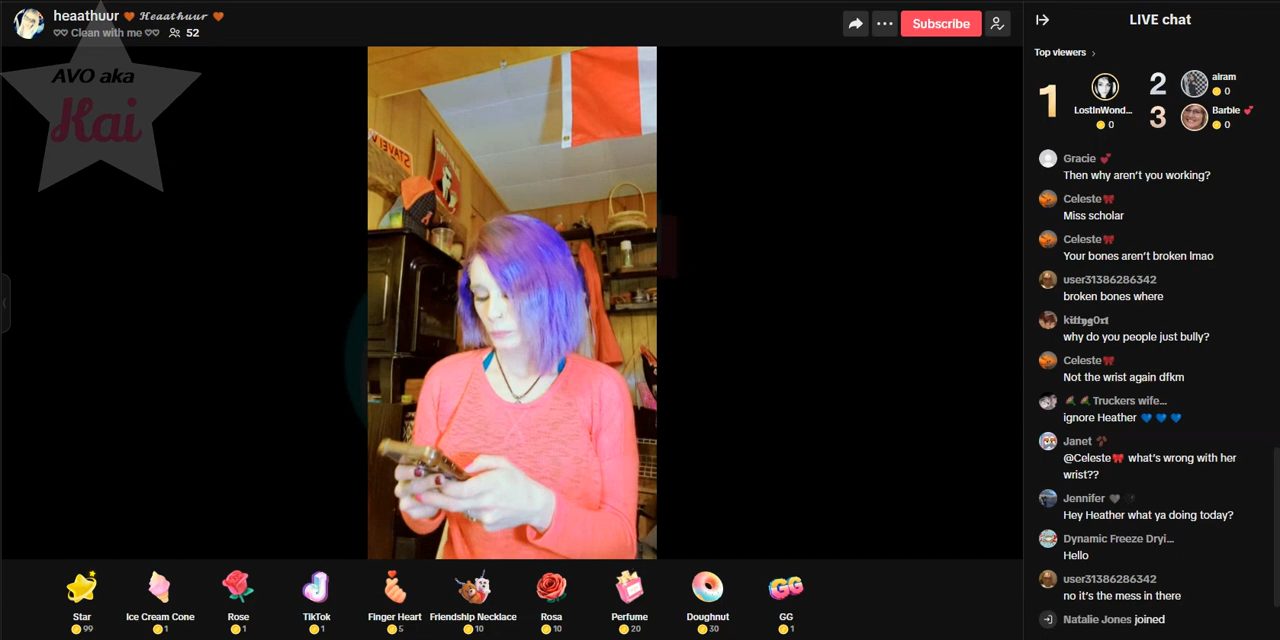 heaathuur 🧡 𝓗𝓮𝓪𝓪𝓽𝓱𝓾𝓾𝓻 🧡
♡♡ Clean with me ♡♡ 52
Subscribe
AVO aka
Kai
STAVE
LIVE chat
Top viewers
1
LostInWond...
0
2
alram
0
3
Barbie 💕
0
Gracie 💕
Then why aren't you working?
Celeste🎀
Miss scholar
Celeste🎀
Your bones aren't broken lmao
user31386286342
broken bones where
why do you people just bully?
Celeste🎀
Not the wrist again dfkm
Truckers wife...
ignore Heather 💙 💙 💙
Janet
@Celeste🎀 what's wrong with her
wrist??
Jennifer 🖤
Hey Heather what ya doing today?
Dynamic Freeze Dryi...
Hello
user31386286342
no it's the mess in there
Natalie Jones joined
Star
99
Ice Cream Cone
1
Rose
1
TikTok
1
Finger Heart
5
Friendship Necklace
10
Rosa
10
Perfume
20
Doughnut
30
GG
GG
1